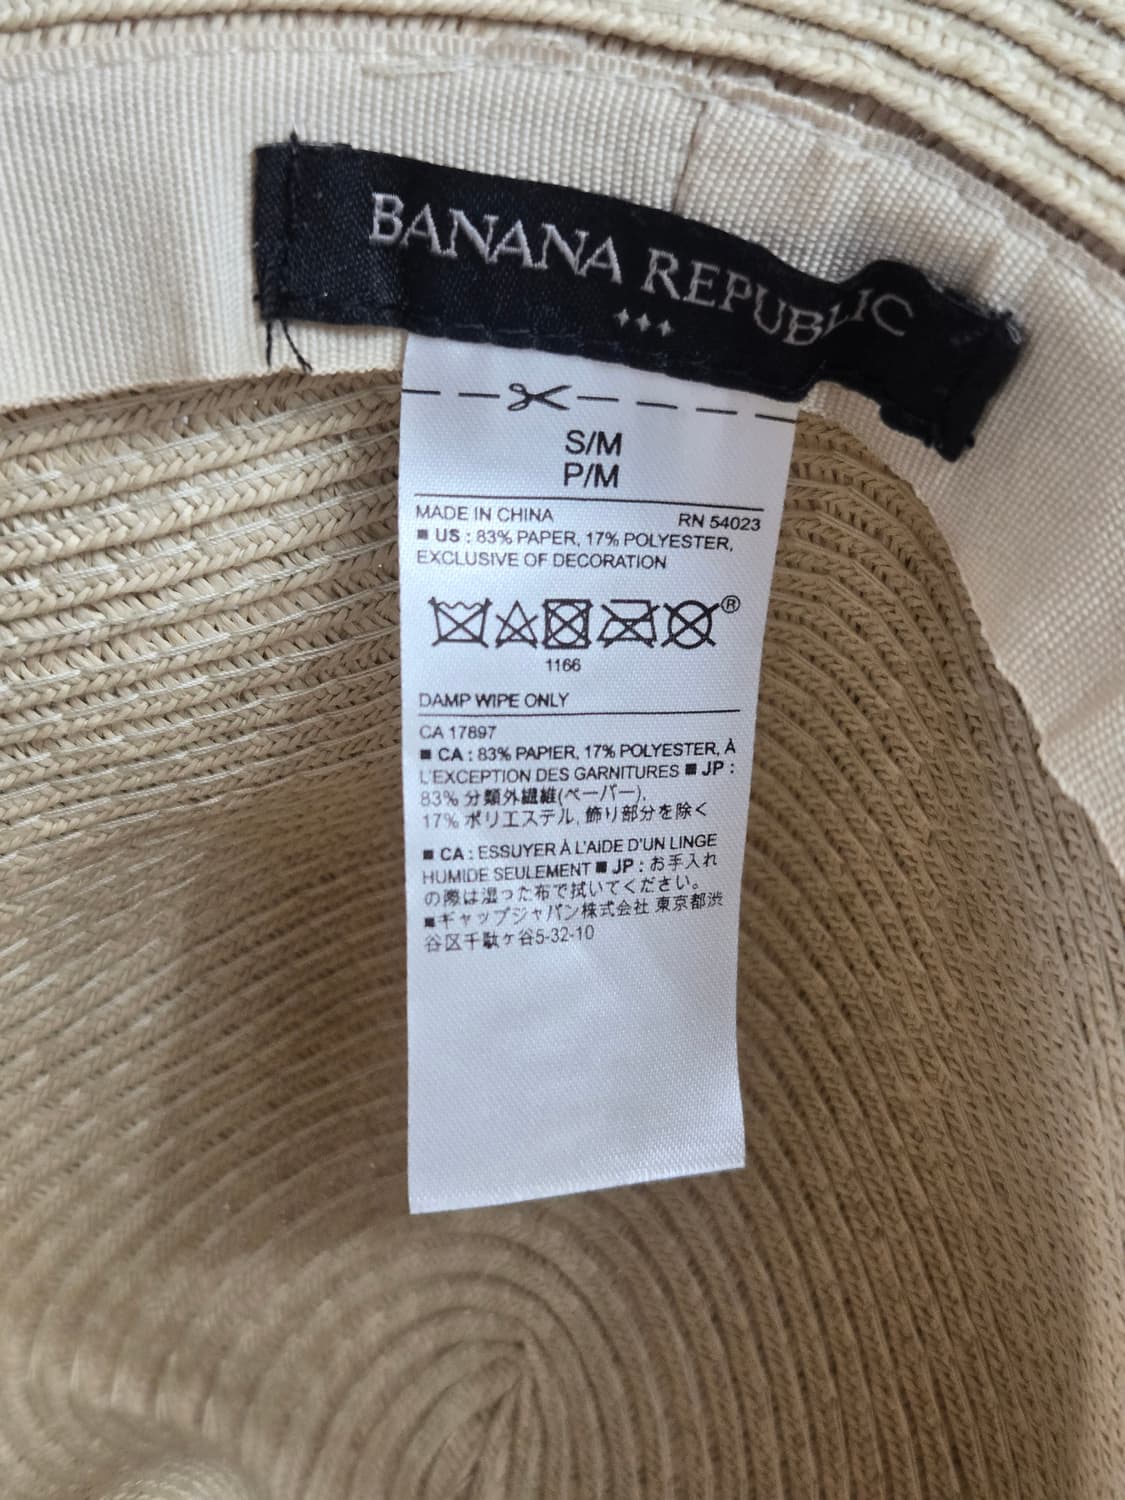 BANANA REPUBLIC
S/M
P/M
MADE IN CHINA RN 54023
■ US : 83% PAPER, 17% POLYESTER,
EXCLUSIVE OF DECORATION
®
1166
DAMP WIPE ONLY
CA 17897
■ CA : 83% PAPIER, 17% POLYESTER, À
L'EXCEPTION DES GARNITURES ■ JP :
83% 分類外繊維(ペーパー),
17% ポリエステル, 飾り部分を除く
■ CA : ESSUYER À L'AIDE D'UN LINGE
HUMIDE SEULEMENT ■ JP : お手入れ
の際は湿った布で拭いてください。
■ギャップジャパン株式会社 東京都渋
谷区千駄ヶ谷5-32-10